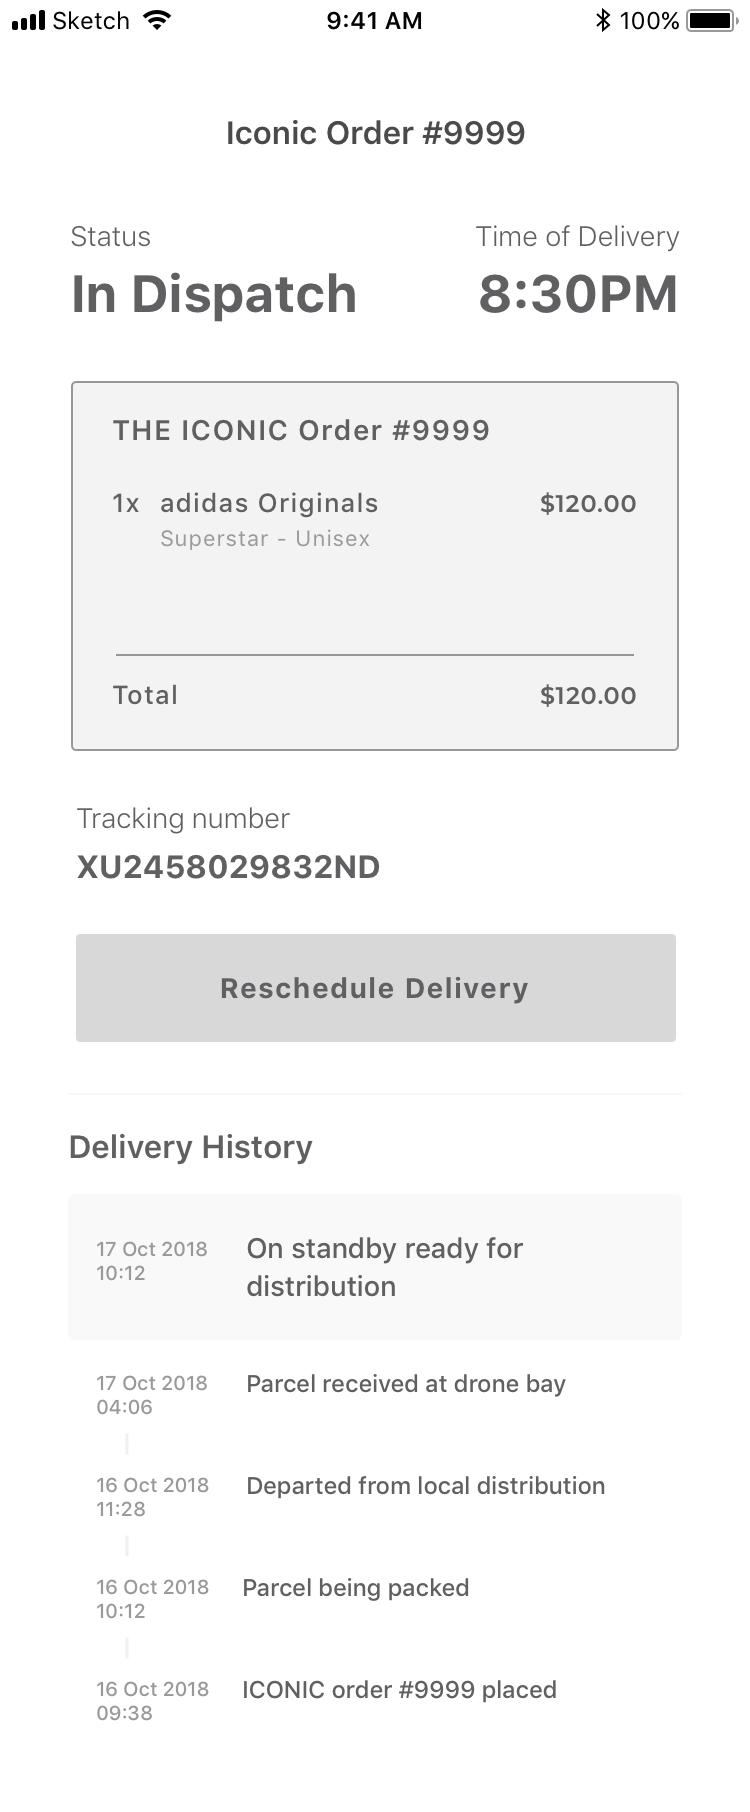 Sketch 9:41 AM 100%
Iconic Order #9999
Status Time of Delivery
In Dispatch 8:30PM
THE ICONIC Order #9999
1x adidas Originals $120.00
Superstar - Unisex
Total $120.00
Tracking number
XU2458029832ND
Reschedule Delivery
Delivery History
17 Oct 2018 On standby ready for
10:12 distribution
17 Oct 2018 Parcel received at drone bay
04:06
16 Oct 2018 Departed from local distribution
11:28
16 Oct 2018 Parcel being packed
10:12
16 Oct 2018 ICONIC order #9999 placed
09:38